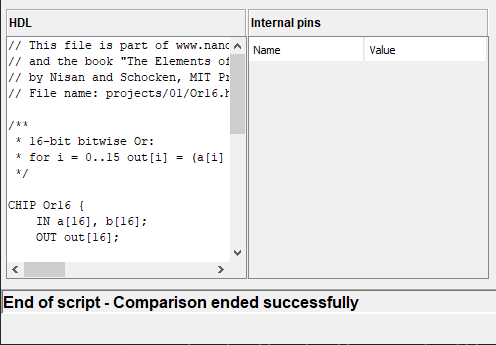 HDL
// This file is part of www.nand
// and the book "The Elements of
// by Nisan and Schocken, MIT Pr
// File name: projects/01/Or16.h
/**
* 16-bit bitwise Or:
* for i = 0..15 out[i] = (a[i]
*/
CHIP Or16 {
IN a[16], b[16];
OUT out[16];
Internal pins
Name Value
End of script - Comparison ended successfully